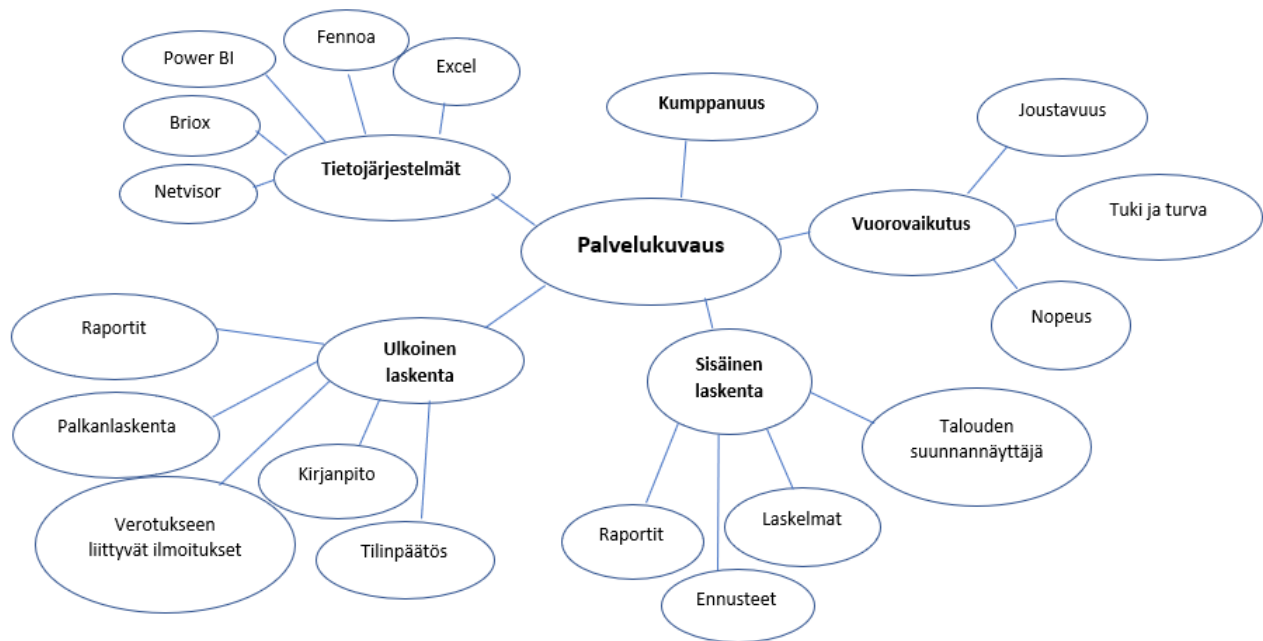 Fennoa
Power BI
Excel
Kumppanuus
Joustavuus
Briox
Tietojärjestelmät
Netvisor
Tuki ja turva
Vuorovaikutus
Palvelukuvaus
Raportit
Nopeus
Ulkoinen
laskenta
Sisäinen
laskenta
Palkanlaskenta
Talouden
suunnannäyttäjä
Kirjanpito
Verotukseen
liittyvät ilmoitukset
Tilinpäätös
Raportit
Laskelmat
Ennusteet